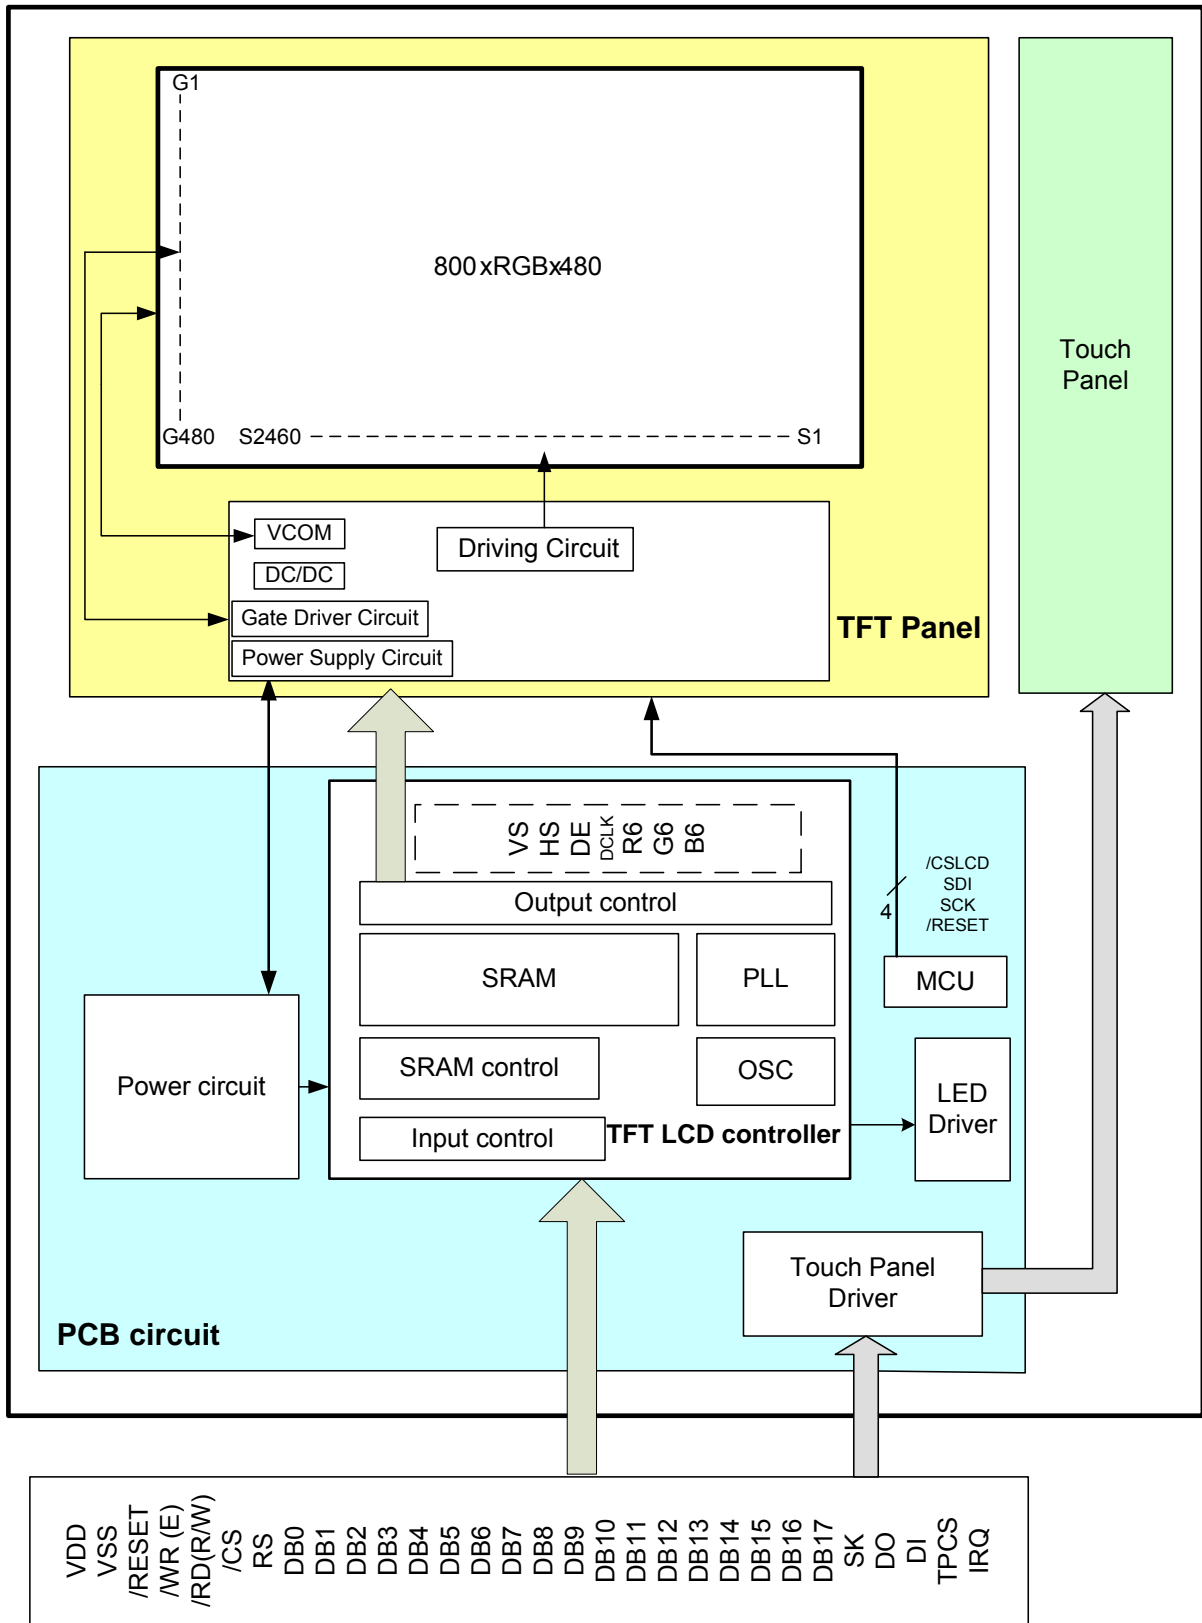 G1
800xRGBx480
Touch
Panel
G480 S2460 S1
VCOM
Driving Circuit
DC/DC
Gate Driver Circuit
TFT Panel
Power Supply Circuit
VS
HS
DE
DCLK
R6
G6
B6
/CSLCD
SDI
SCK
/RESET
4
Output control
SRAM
PLL
MCU
SRAM control
OSC
Power circuit
LED
Driver
Input control
TFT LCD controller
Touch Panel
Driver
PCB circuit
VDD
VSS
/RESET
/WR (E)
/RD(R/W)
/CS
RS
DB0
DB1
DB2
DB3
DB4
DB5
DB6
DB7
DB8
DB9
DB10
DB11
DB12
DB13
DB14
DB15
DB16
DB17
SK
DO
DI
TPCS
IRQ